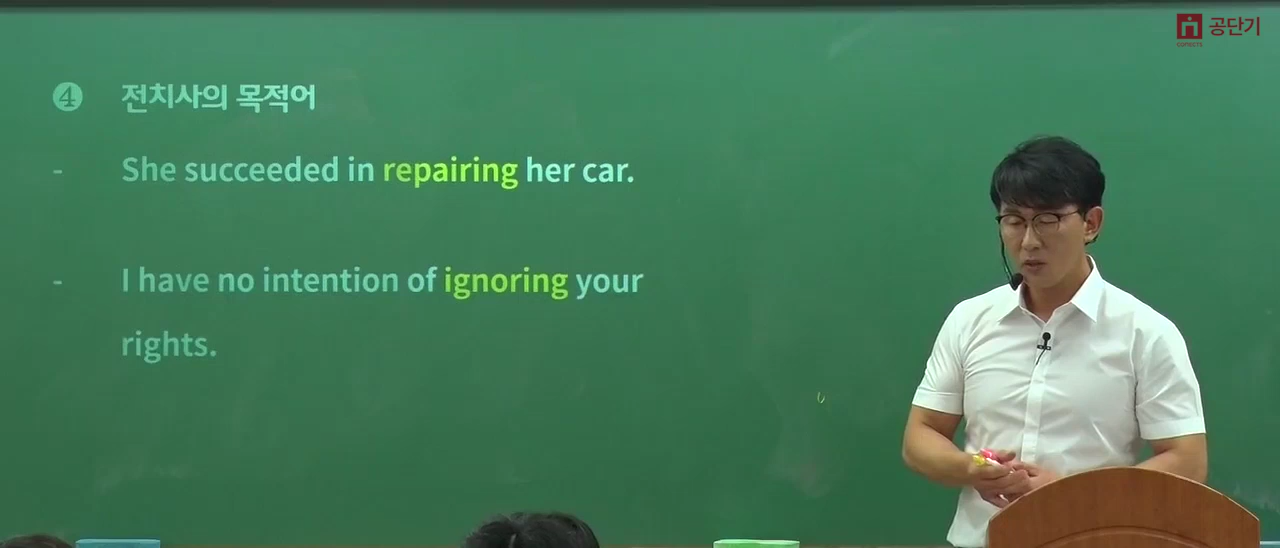 공단기
④ 전치사의 목적어
- She succeeded in repairing her car.
- I have no intention of ignoring your
rights.